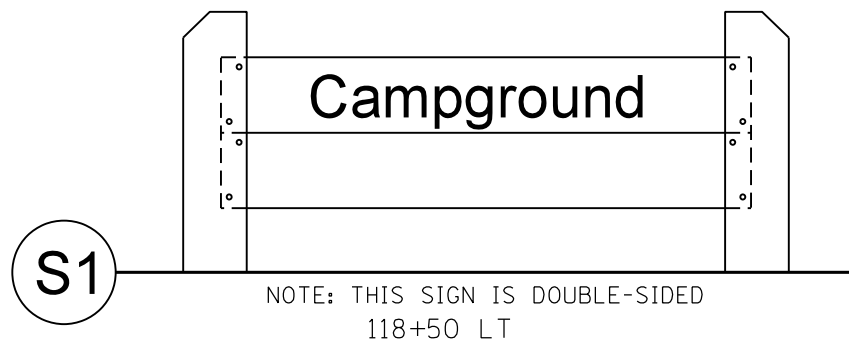 Campground
S1
NOTE: THIS SIGN IS DOUBLE-SIDED
118+50 LT